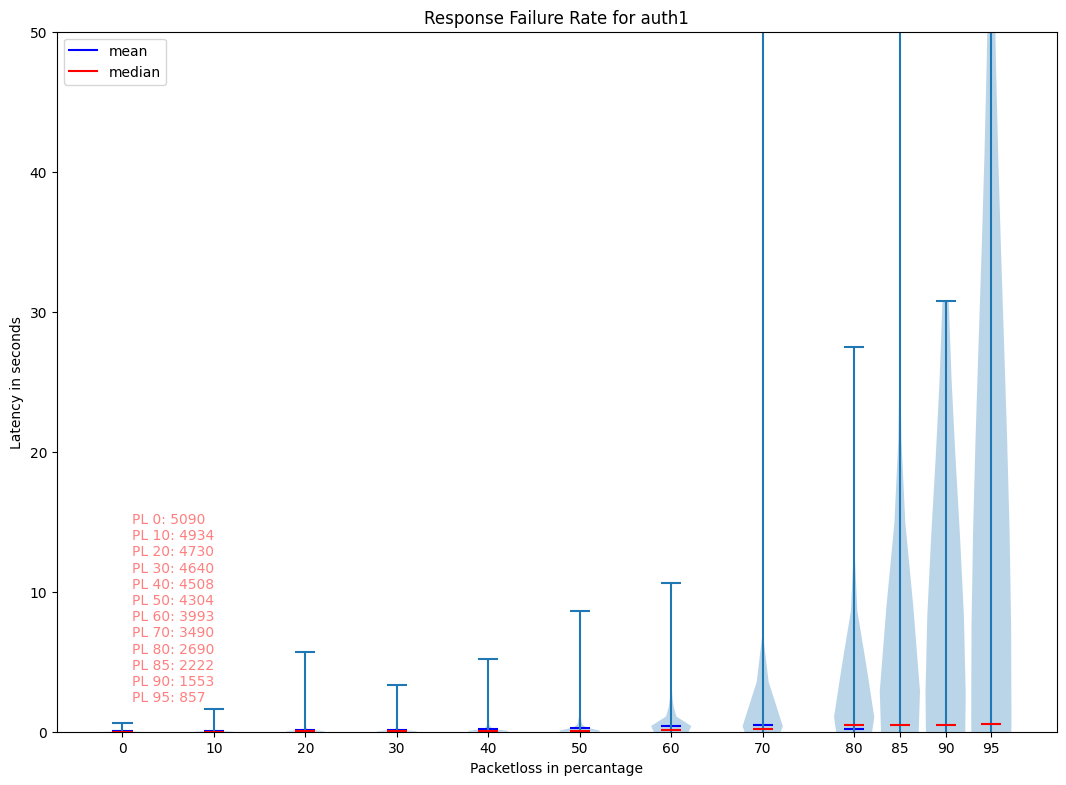 Response Failure Rate for auth1
mean
median
Latency in seconds
50
40
30
20
10
0
PL 0: 5090
PL 10: 4934
PL 20: 4730
PL 30: 4640
PL 40: 4508
PL 50: 4304
PL 60: 3993
PL 70: 3490
PL 80: 2690
PL 85: 2222
PL 90: 1553
PL 95: 857
0 10 20 30 40 50 60 70 80 85 90 95
Packetloss in percantage